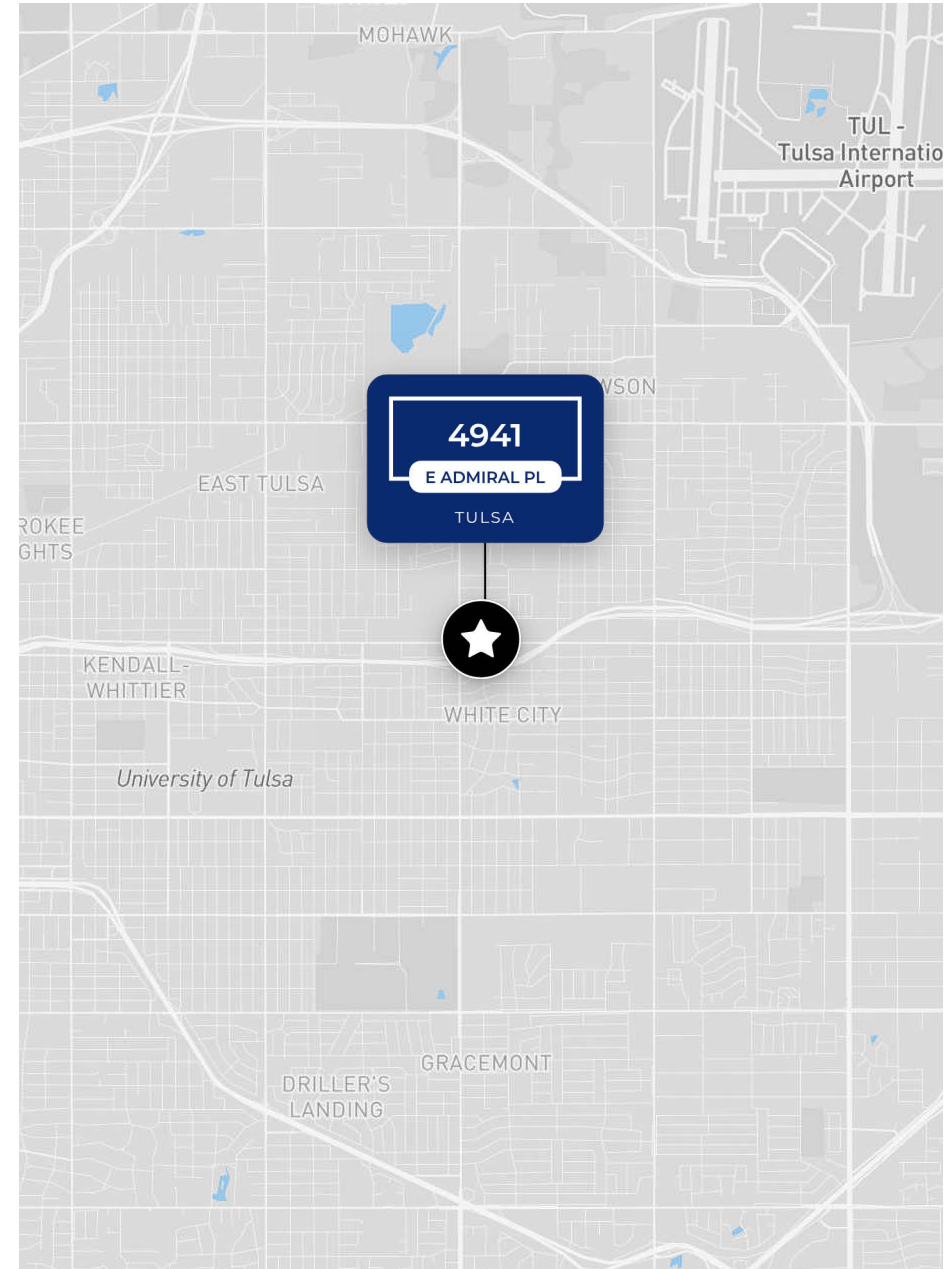 MOHAWK
TUL -
Tulsa Internatio
Airport
WSON
4941
E ADMIRAL PL
TULSA
EAST TULSA
ROKEE
GHTS
KENDALL-
WHITTIER
WHITE CITY
University of Tulsa
GRACEMONT
DRILLER'S
LANDING